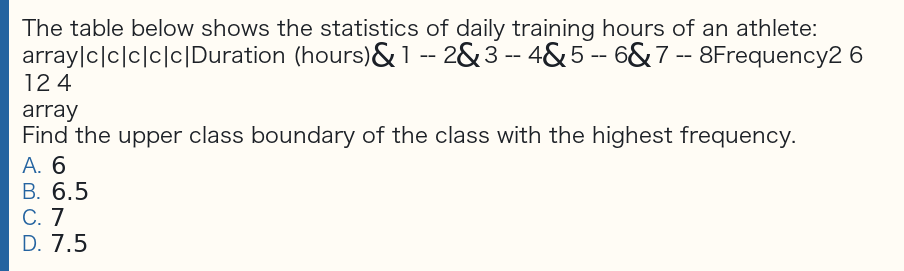 The table below shows the statistics of daily training hours of an athlete:
array|c|c|c|c|c|Duration (hours)& 1 -- 2& 3 -- 4& 5 -- 6& 7 -- 8Frequency2 6
12 4
array
Find the upper class boundary of the class with the highest frequency.
A. 6
B. 6.5
C. 7
D. 7.5